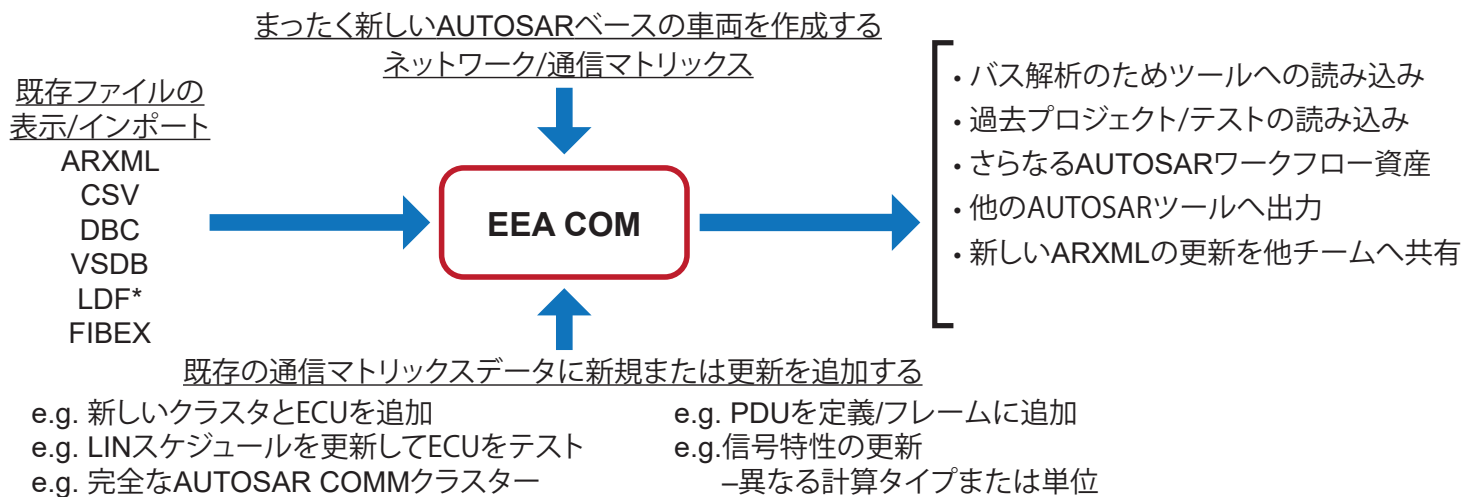 まったく新しいAUTOSARベースの車両を作成する
ネットワーク/通信マトリックス
既存ファイルの
表示/インポート
ARXML
CSV
DBC
VSDB
LDF*
FIBEX
EEA COM
• バス解析のためツールへの読み込み
• 過去プロジェクト/テストの読み込み
• さらなるAUTOSARワークフロー資産
• 他のAUTOSARツールへ出力
• 新しいARXMLの更新を他チームへ共有
既存の通信マトリックスデータに新規または更新を追加する
e.g. 新しいクラスタとECUを追加
e.g. LINスケジュールを更新してECUをテスト
e.g. 完全なAUTOSAR COMMクラスター
e.g. PDUを定義/フレームに追加
e.g.信号特性の更新
–異なる計算タイプまたは単位